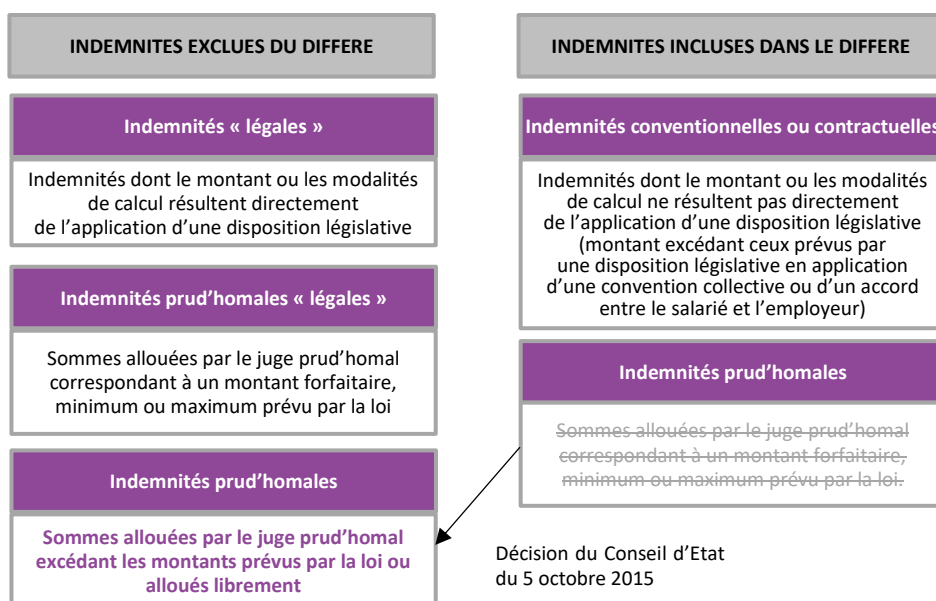 INDEMNITES EXCLUES DU DIFFERE
Indemnités « légales »
Indemnités dont le montant ou les modalités
de calcul résultent directement
de l’application d’une disposition législative
Indemnités prud’homales « légales »
Sommes allouées par le juge prud’homal
correspondant à un montant forfaitaire,
minimum ou maximum prévu par la loi
Indemnités prud’homales
Sommes allouées par le juge prud’homal
excédant les montants prévus par la loi ou
alloués librement
INDEMNITES INCLUSES DANS LE DIFFERE
Indemnités conventionnelles ou contractuelles
Indemnités dont le montant ou les modalités
de calcul ne résultent pas directement
de l’application d’une disposition législative
(montant excédant ceux prévus par
une disposition législative en application
d’une convention collective ou d’un accord
entre le salarié et l’employeur)
Indemnités prud’homales
Sommes allouées par le juge prud’homal
correspondant à un montant forfaitaire,
minimum ou maximum prévu par la loi.
Décision du Conseil d’Etat
du 5 octobre 2015